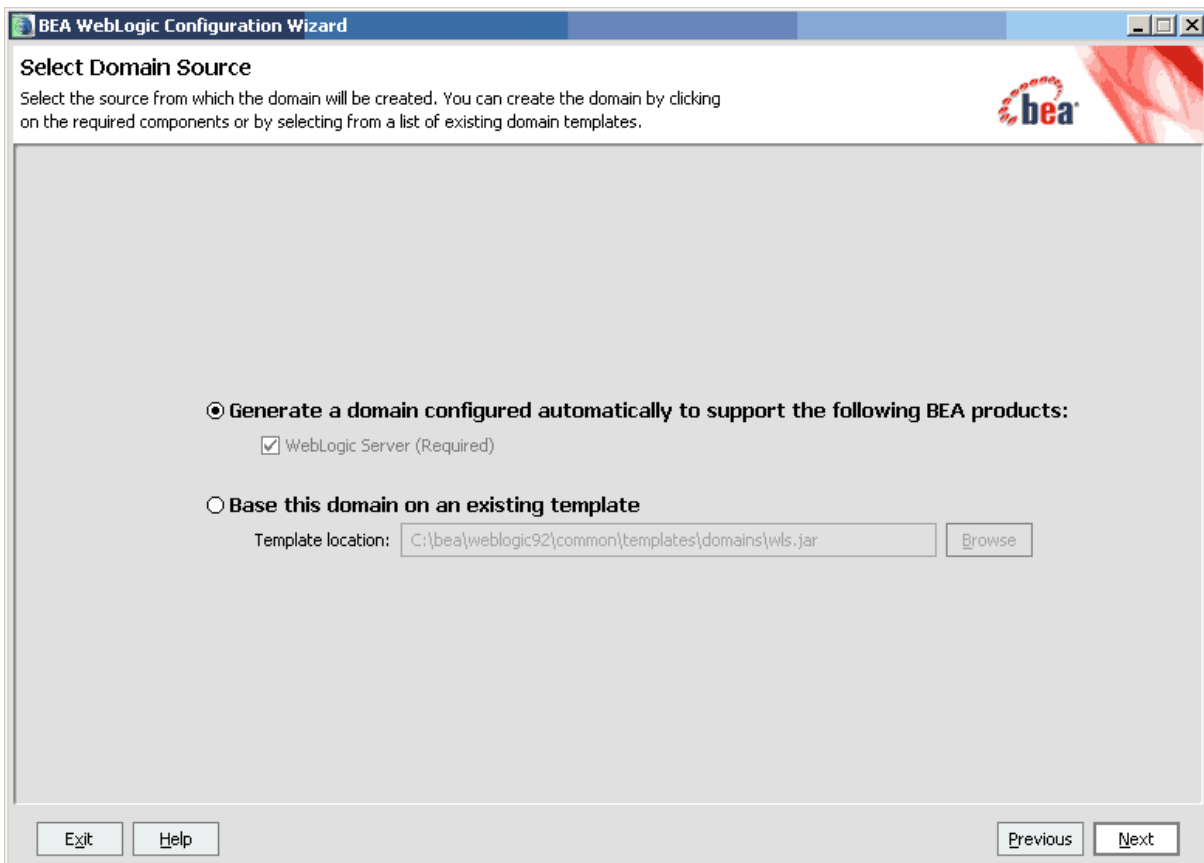 BEA WebLogic Configuration Wizard
Select Domain Source
Select the source from which the domain will be created. You can create the domain by clicking
on the required components or by selecting from a list of existing domain templates.
bea
Generate a domain configured automatically to support the following BEA products:
WebLogic Server (Required)
Base this domain on an existing template
Template location: C:\bea\weblogic92\common\templates\domains\wls.jar Browse
Exit Help Previous Next